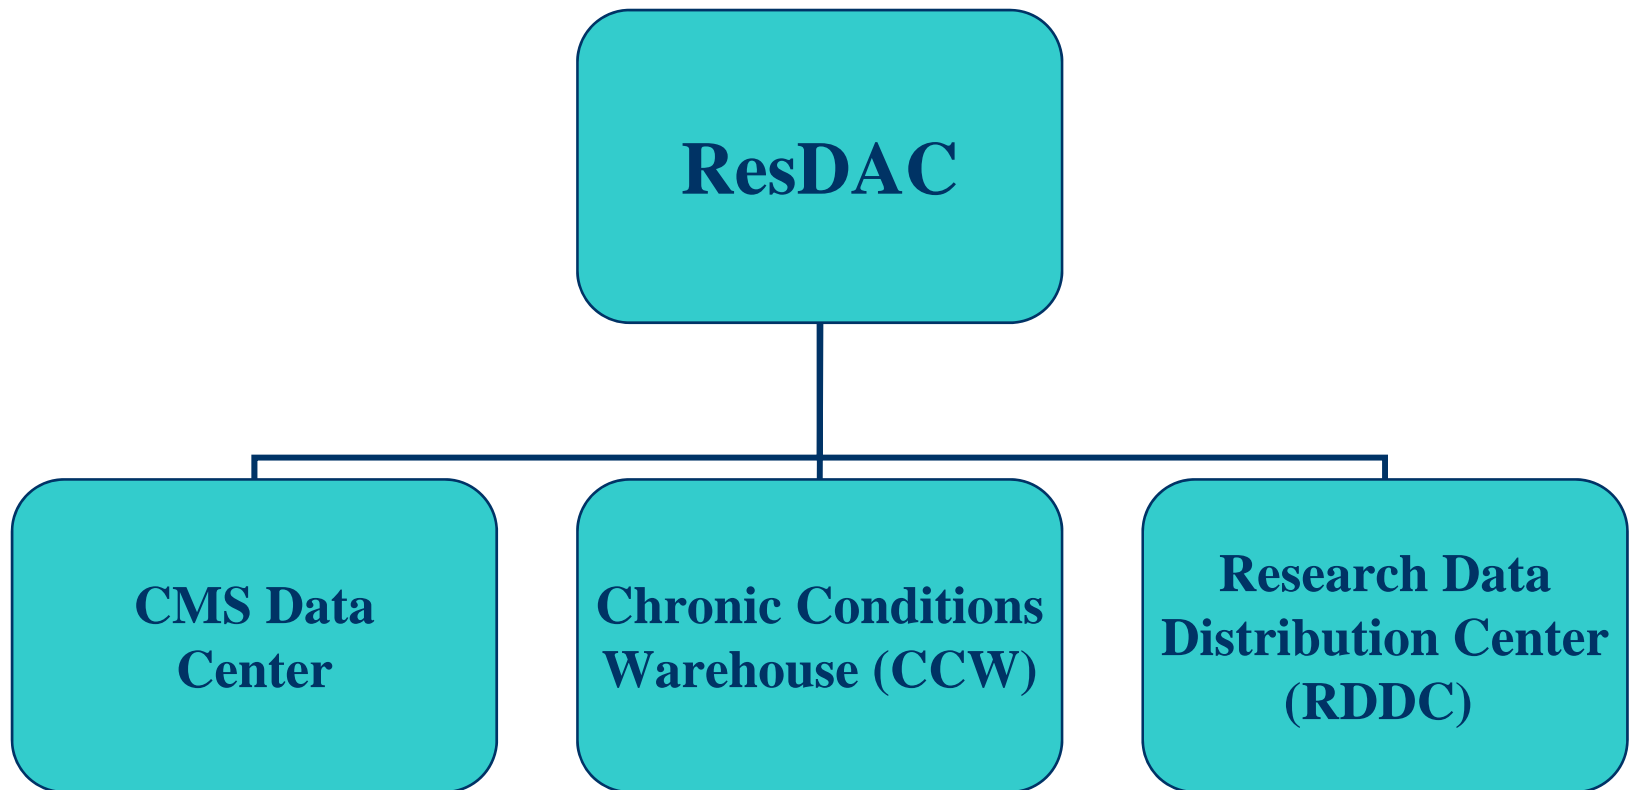 ResDAC
CMS Data
Center
Chronic Conditions
Warehouse (CCW)
Research Data
Distribution Center
(RDDC)